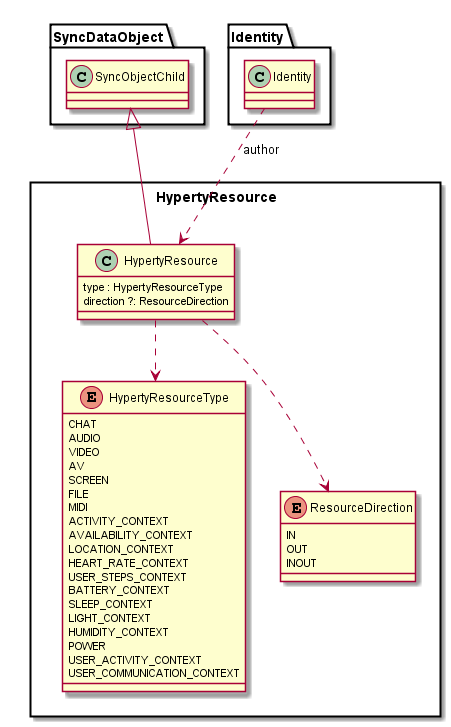 SyncDataObject
Identity
C SyncObjectChild
C Identity
author
HypertyResource
C HypertyResource
type : HypertyResourceType
direction ?: ResourceDirection
E HypertyResourceType
CHAT
AUDIO
VIDEO
AV
SCREEN
FILE
MIDI
ACTIVITY_CONTEXT
AVAILABILITY_CONTEXT
LOCATION_CONTEXT
HEART_RATE_CONTEXT
USER_STEPS_CONTEXT
BATTERY_CONTEXT
SLEEP_CONTEXT
LIGHT_CONTEXT
HUMIDITY_CONTEXT
POWER
USER_ACTIVITY_CONTEXT
USER_COMMUNICATION_CONTEXT
E ResourceDirection
IN
OUT
INOUT